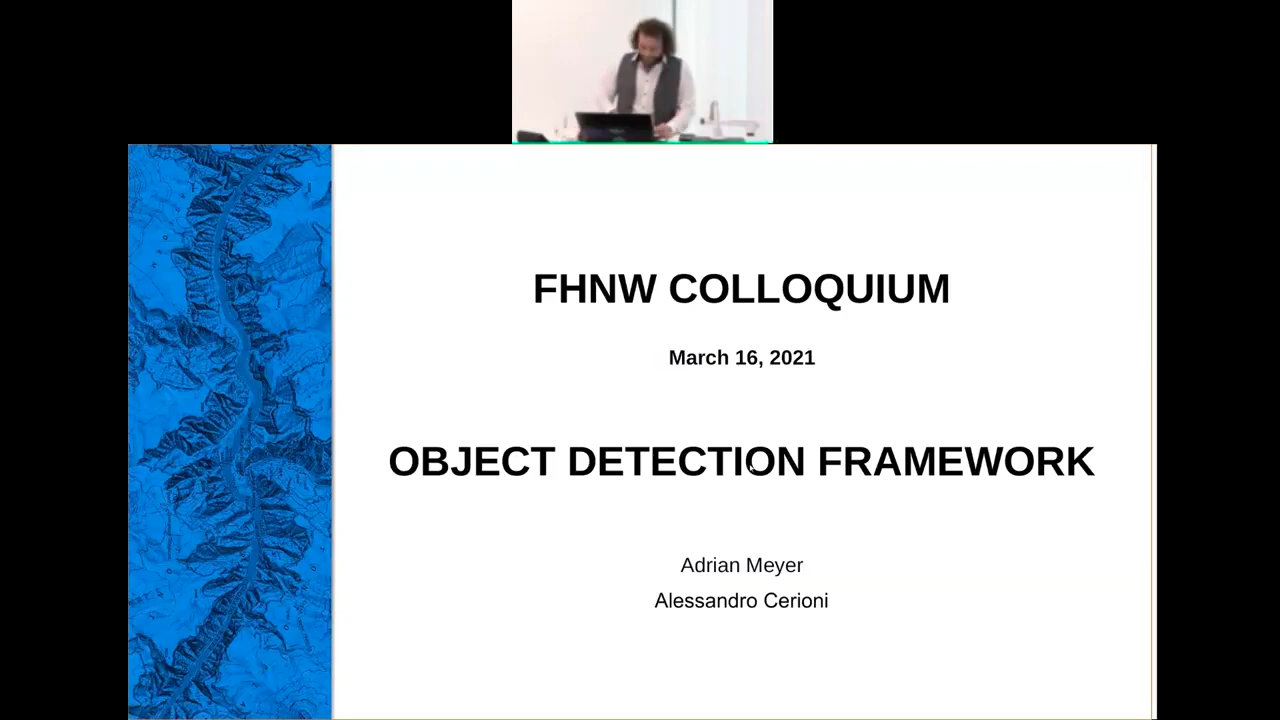 FHNW COLLOQUIUM
March 16, 2021
OBJECT DETECTION FRAMEWORK
Adrian Meyer
Alessandro Cerioni